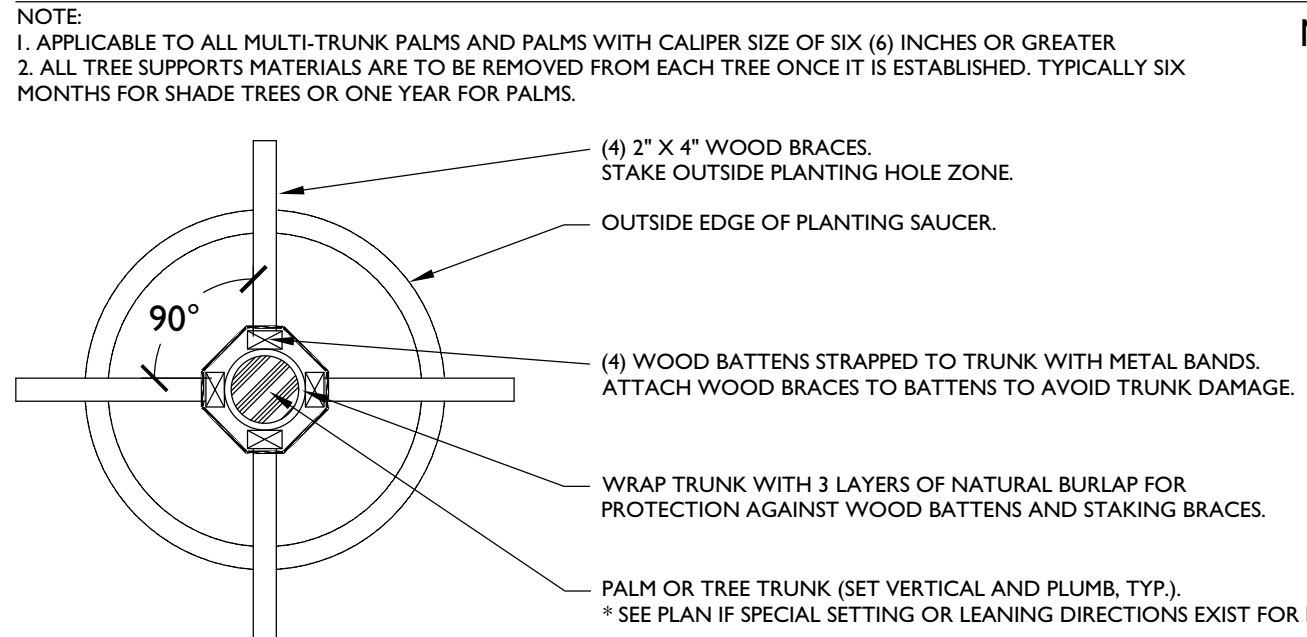 NOTE:
1. APPLICABLE TO ALL MULTI-TRUNK PALMS AND PALMS WITH CALIPER SIZE OF SIX (6) INCHES OR GREATER
2. ALL TREE SUPPORTS MATERIALS ARE TO BE REMOVED FROM EACH TREE ONCE IT IS ESTABLISHED. TYPICALLY SIX
MONTHS FOR SHADE TREES OR ONE YEAR FOR PALMS.
(4) 2" X 4" WOOD BRACES.
STAKE OUTSIDE PLANTING HOLE ZONE.
OUTSIDE EDGE OF PLANTING SAUCER.
90°
(4) WOOD BATTENS STRAPPED TO TRUNK WITH METAL BANDS.
ATTACH WOOD BRACES TO BATTENS TO AVOID TRUNK DAMAGE.
WRAP TRUNK WITH 3 LAYERS OF NATURAL BURLAP FOR
PROTECTION AGAINST WOOD BATTENS AND STAKING BRACES.
PALM OR TREE TRUNK (SET VERTICAL AND PLUMB, TYP.).
* SEE PLAN IF SPECIAL SETTING OR LEANING DIRECTIONS EXIST FOR